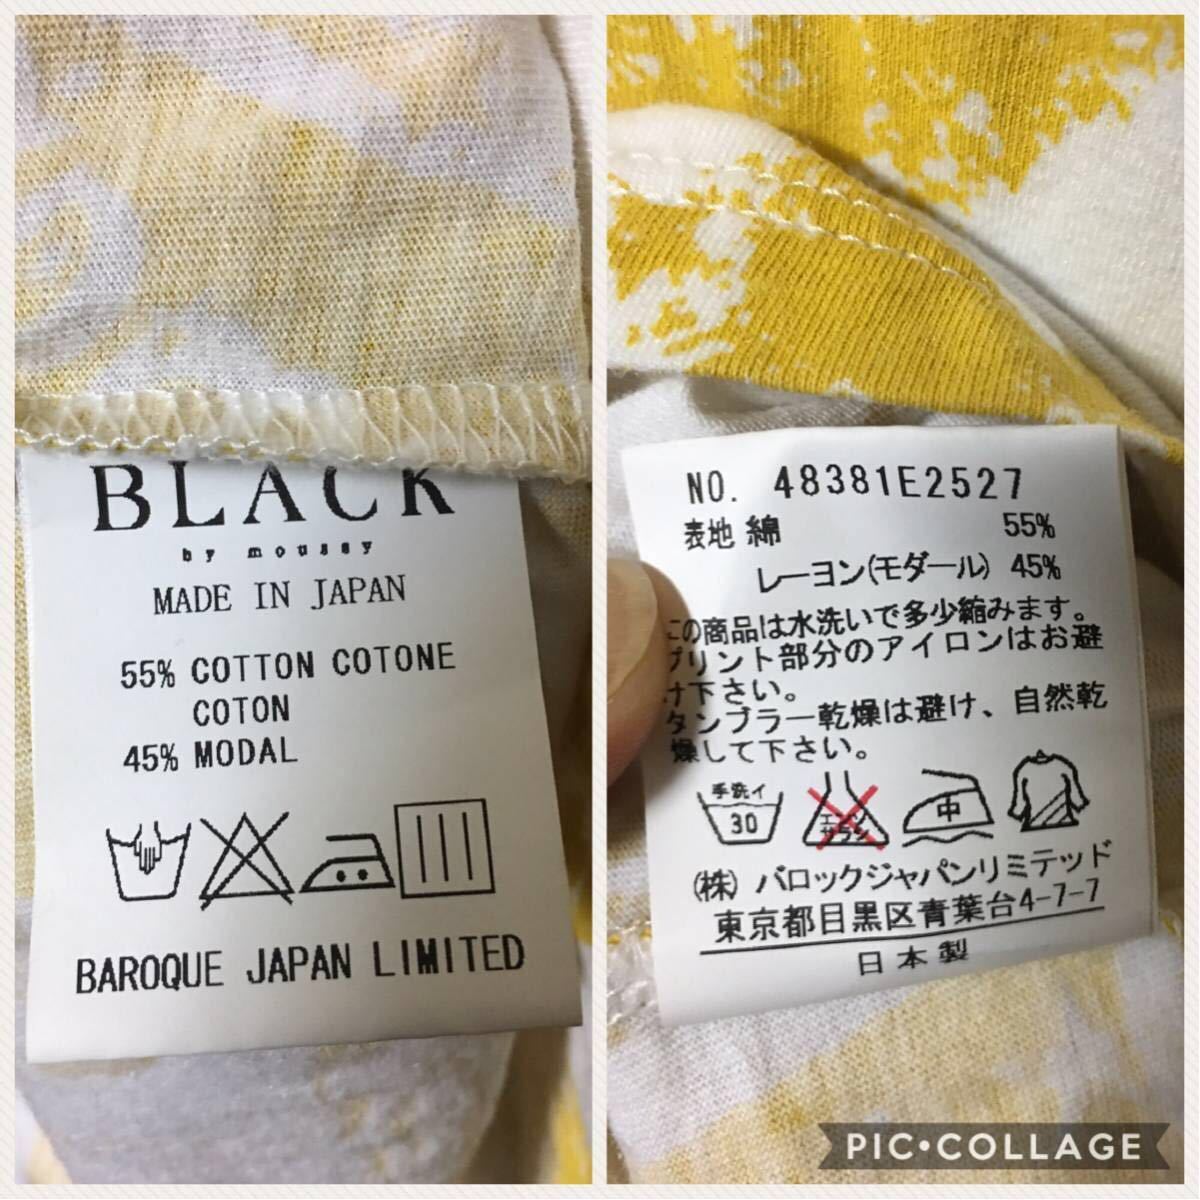 BLACK
by moussy
MADE IN JAPAN
55% COTTON COTONE
COTON
45% MODAL
BAROQUE JAPAN LIMITED
NO. 48381E2527
表地 綿 55%
レーヨン(モダール) 45%
この商品は水洗いで多少縮みます。
プリント部分のアイロンはお避
け下さい。
タンブラー乾燥は避け、自然乾
燥して下さい。
手洗イ
30
エンソ
サラシ
中
(株) バロックジャパンリミテッド
東京都目黒区青葉台4-7-7
日本製
PIC•COLLAGE